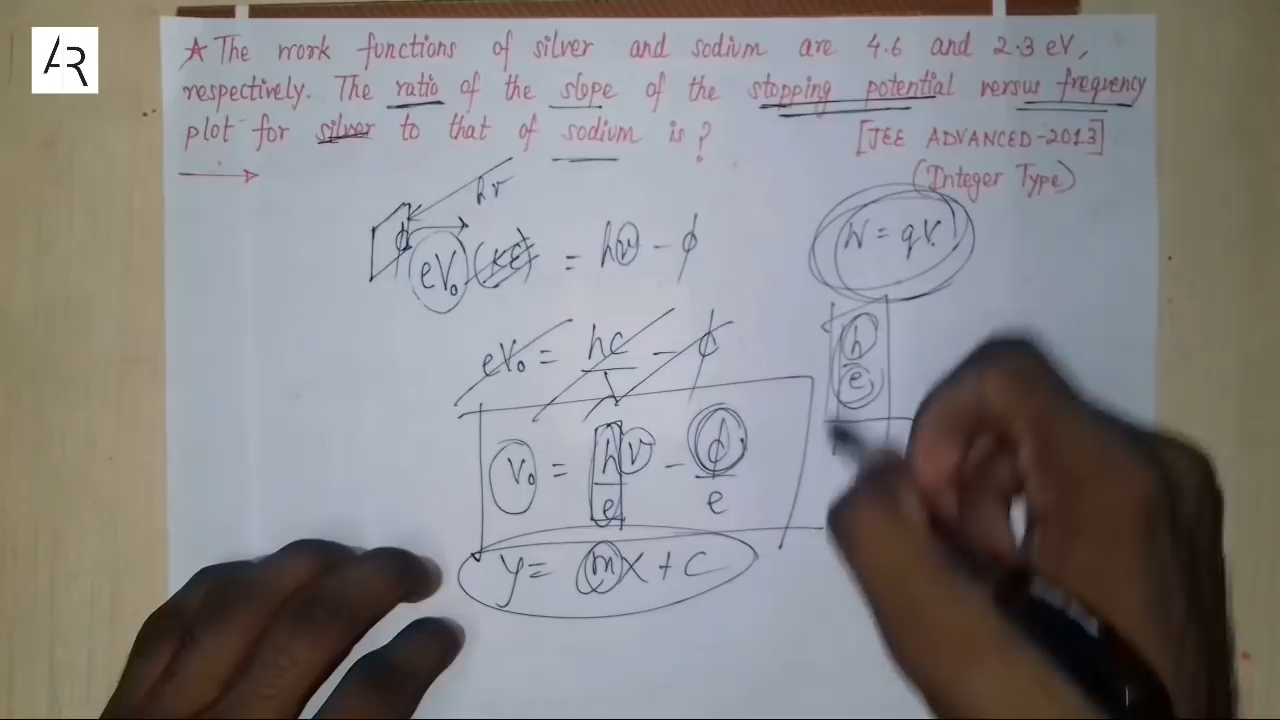 AR
☆ The work functions of silver and sodium are 4.6 and 2.3 eV,
respectively. The ratio of the slope of the stopping potential versus frequency
plot for silver to that of sodium is?
[JEE ADVANCED-2013]
(Integer Type)
hν
ϕ
eV₀ (KE) = hν - ϕ
W = qV
eV₀ = hc/λ - ϕ
h/e
V₀ = h/e ν - ϕ/e
y = mx + c